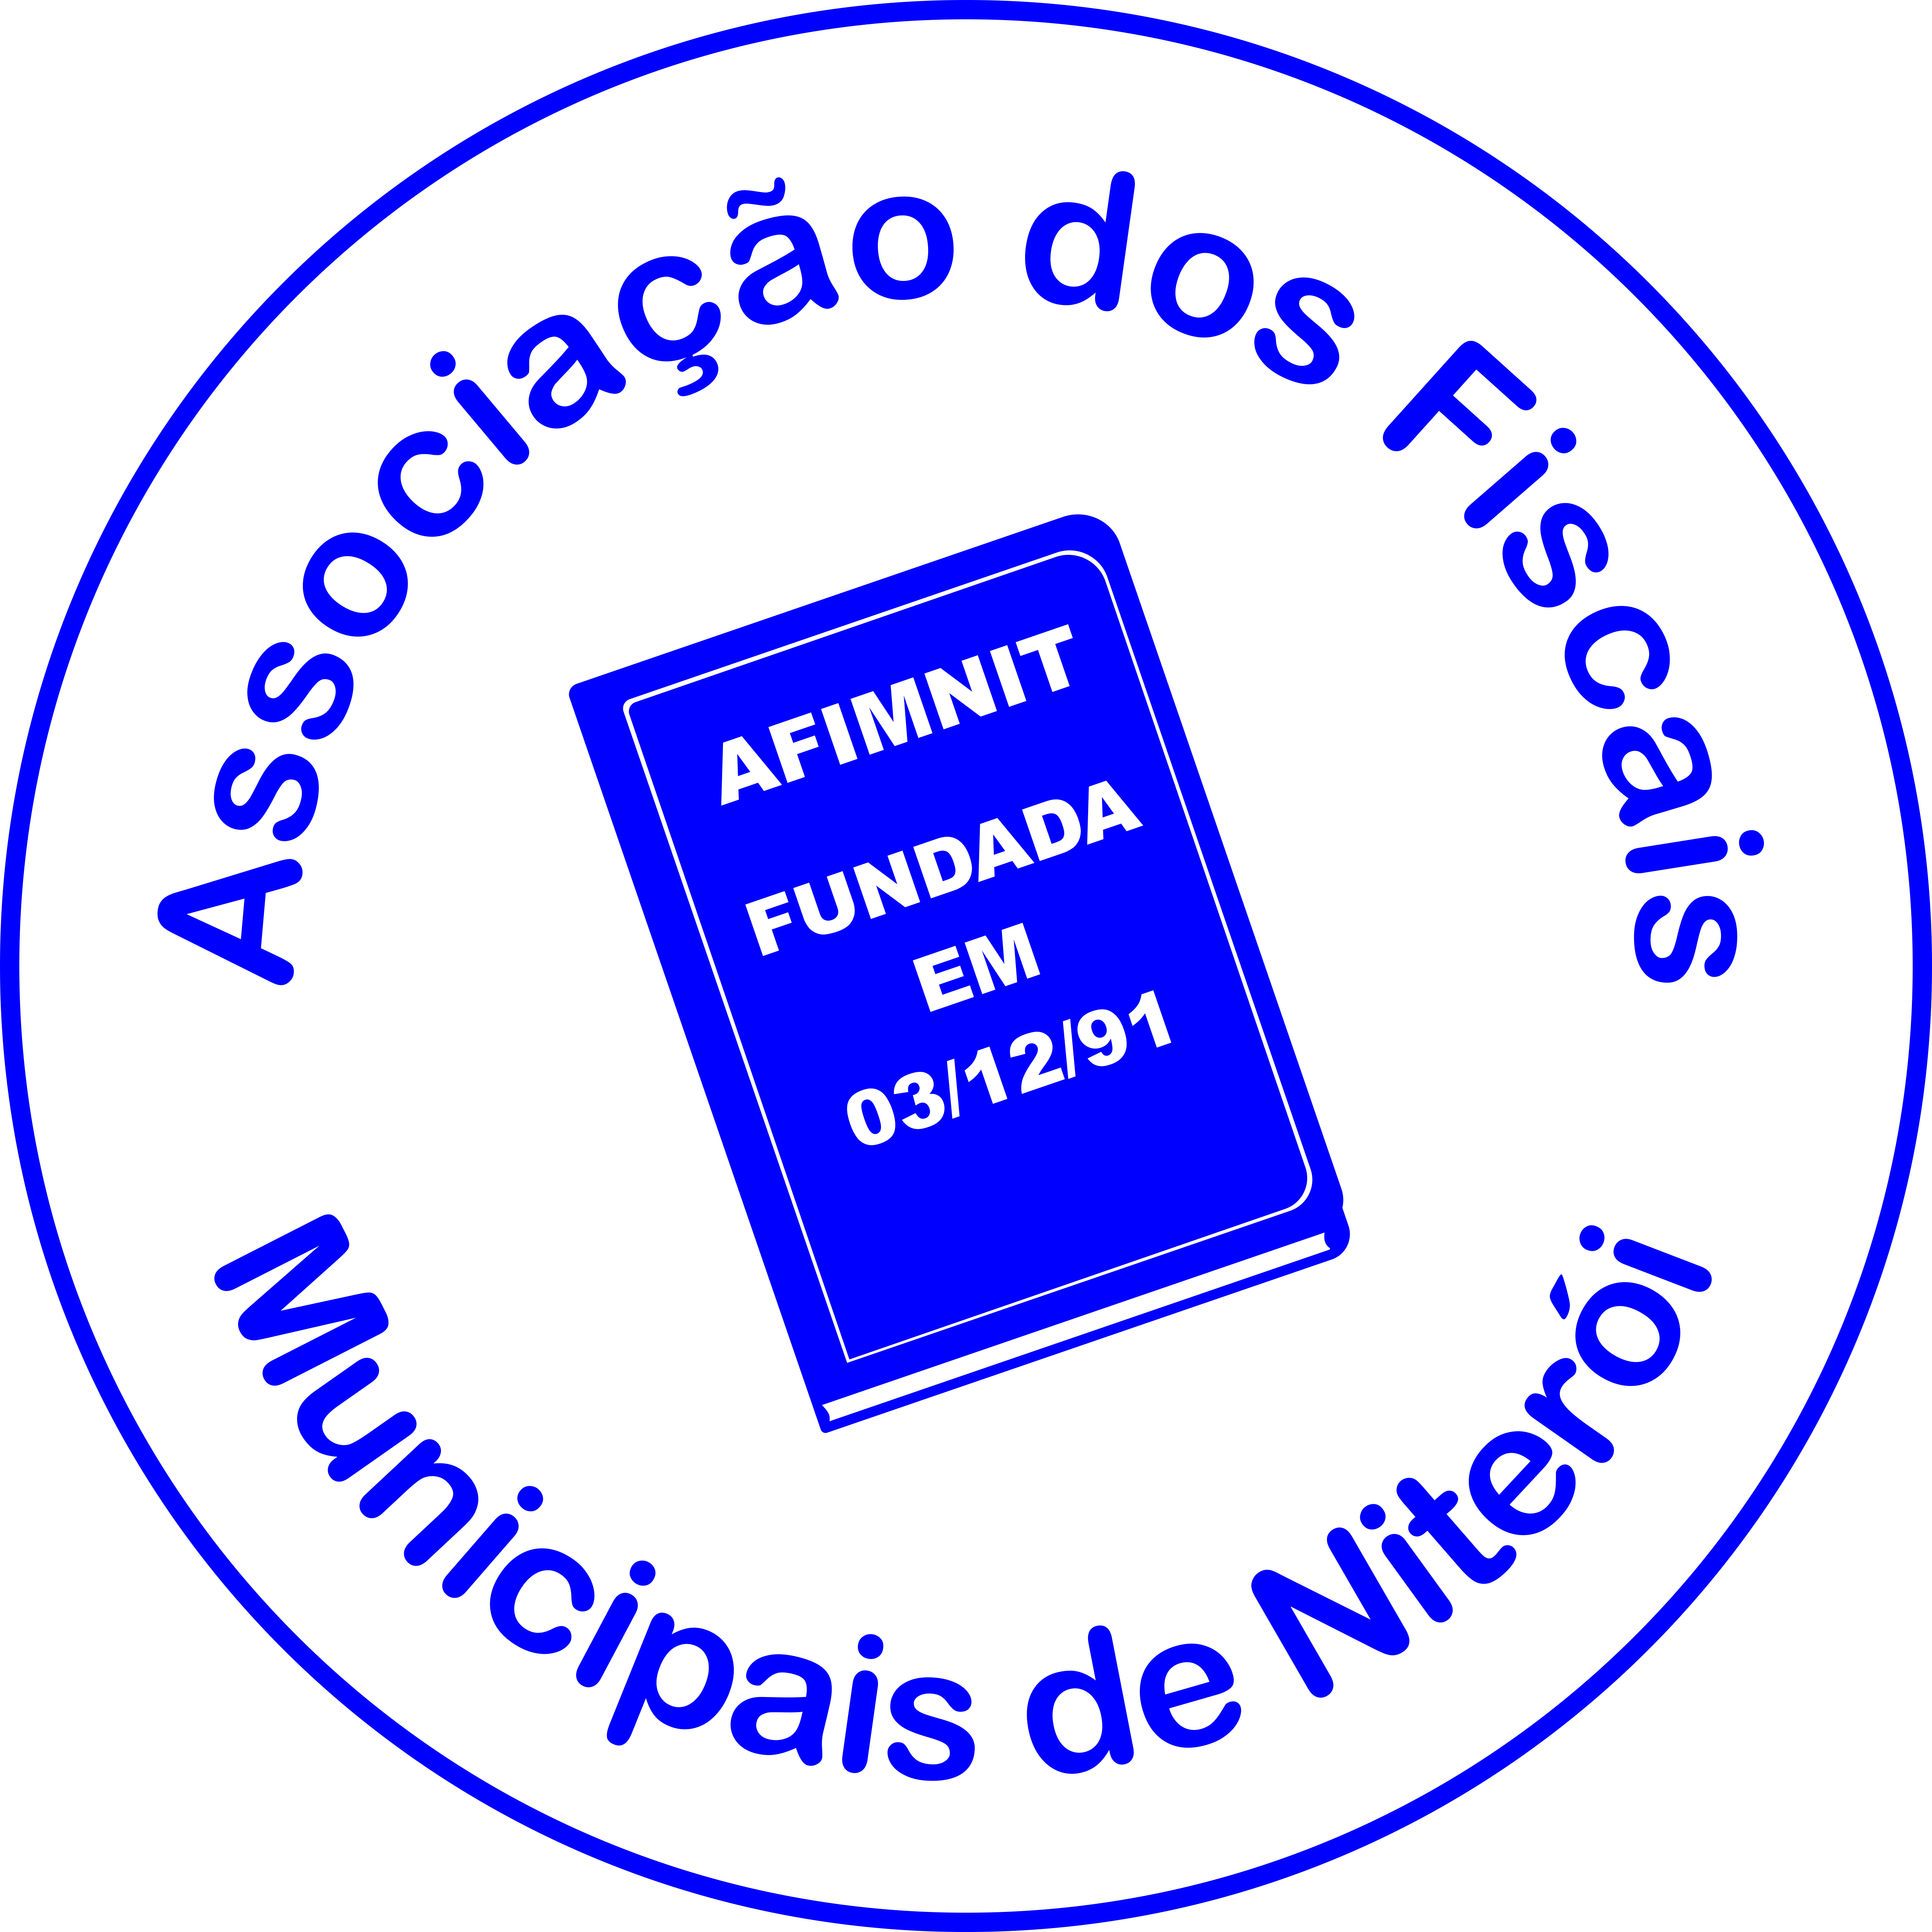 Associação dos Fiscais
AFIMNIT
FUNDADA
EM
03/12/91
Municipais de Niterói